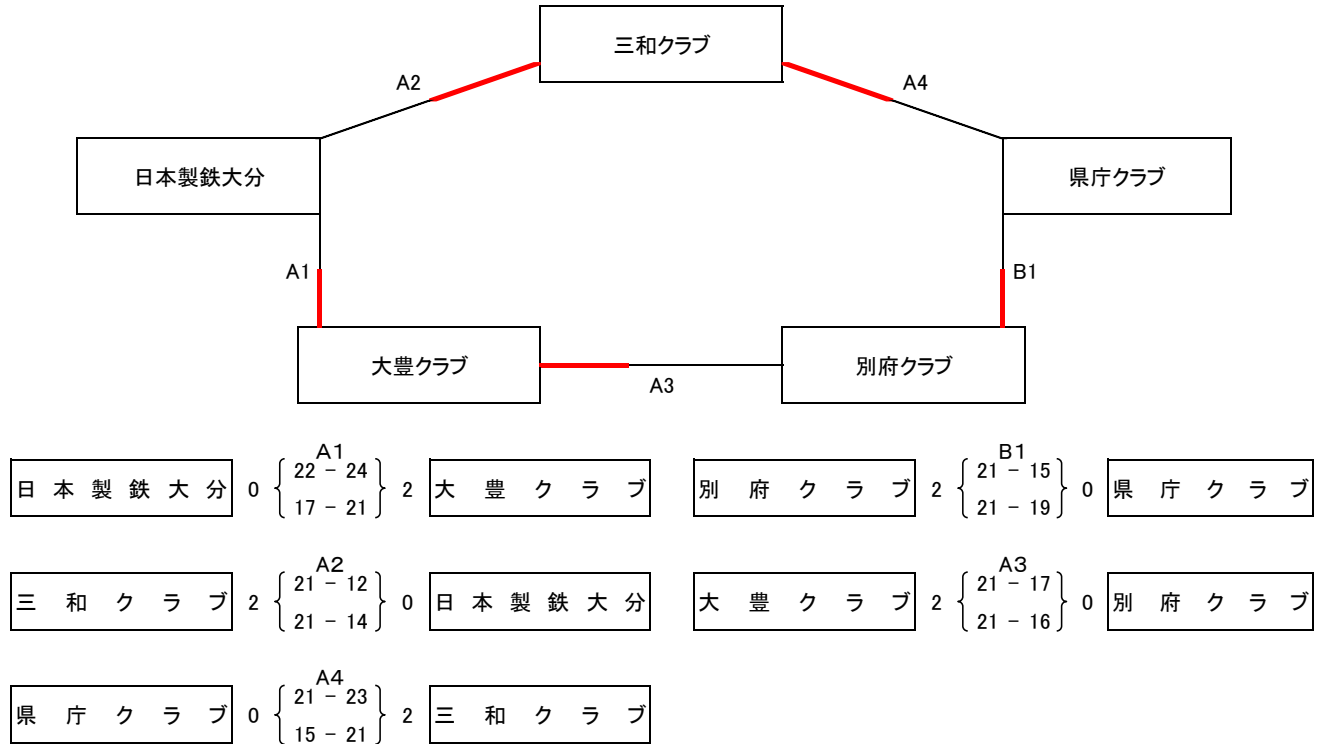 三和クラブ
A2
A4
日本製鉄大分
県庁クラブ
A1
B1
大豊クラブ
別府クラブ
A3
A1
日本製鉄大分 0 22 - 24 2 大豊クラブ
17 - 21
B1
別府クラブ 2 21 - 15 0 県庁クラブ
21 - 19
A2
三和クラブ 2 21 - 12 0 日本製鉄大分
21 - 14
A3
大豊クラブ 2 21 - 17 0 別府クラブ
21 - 16
A4
県庁クラブ 0 21 - 23 2 三和クラブ
15 - 21